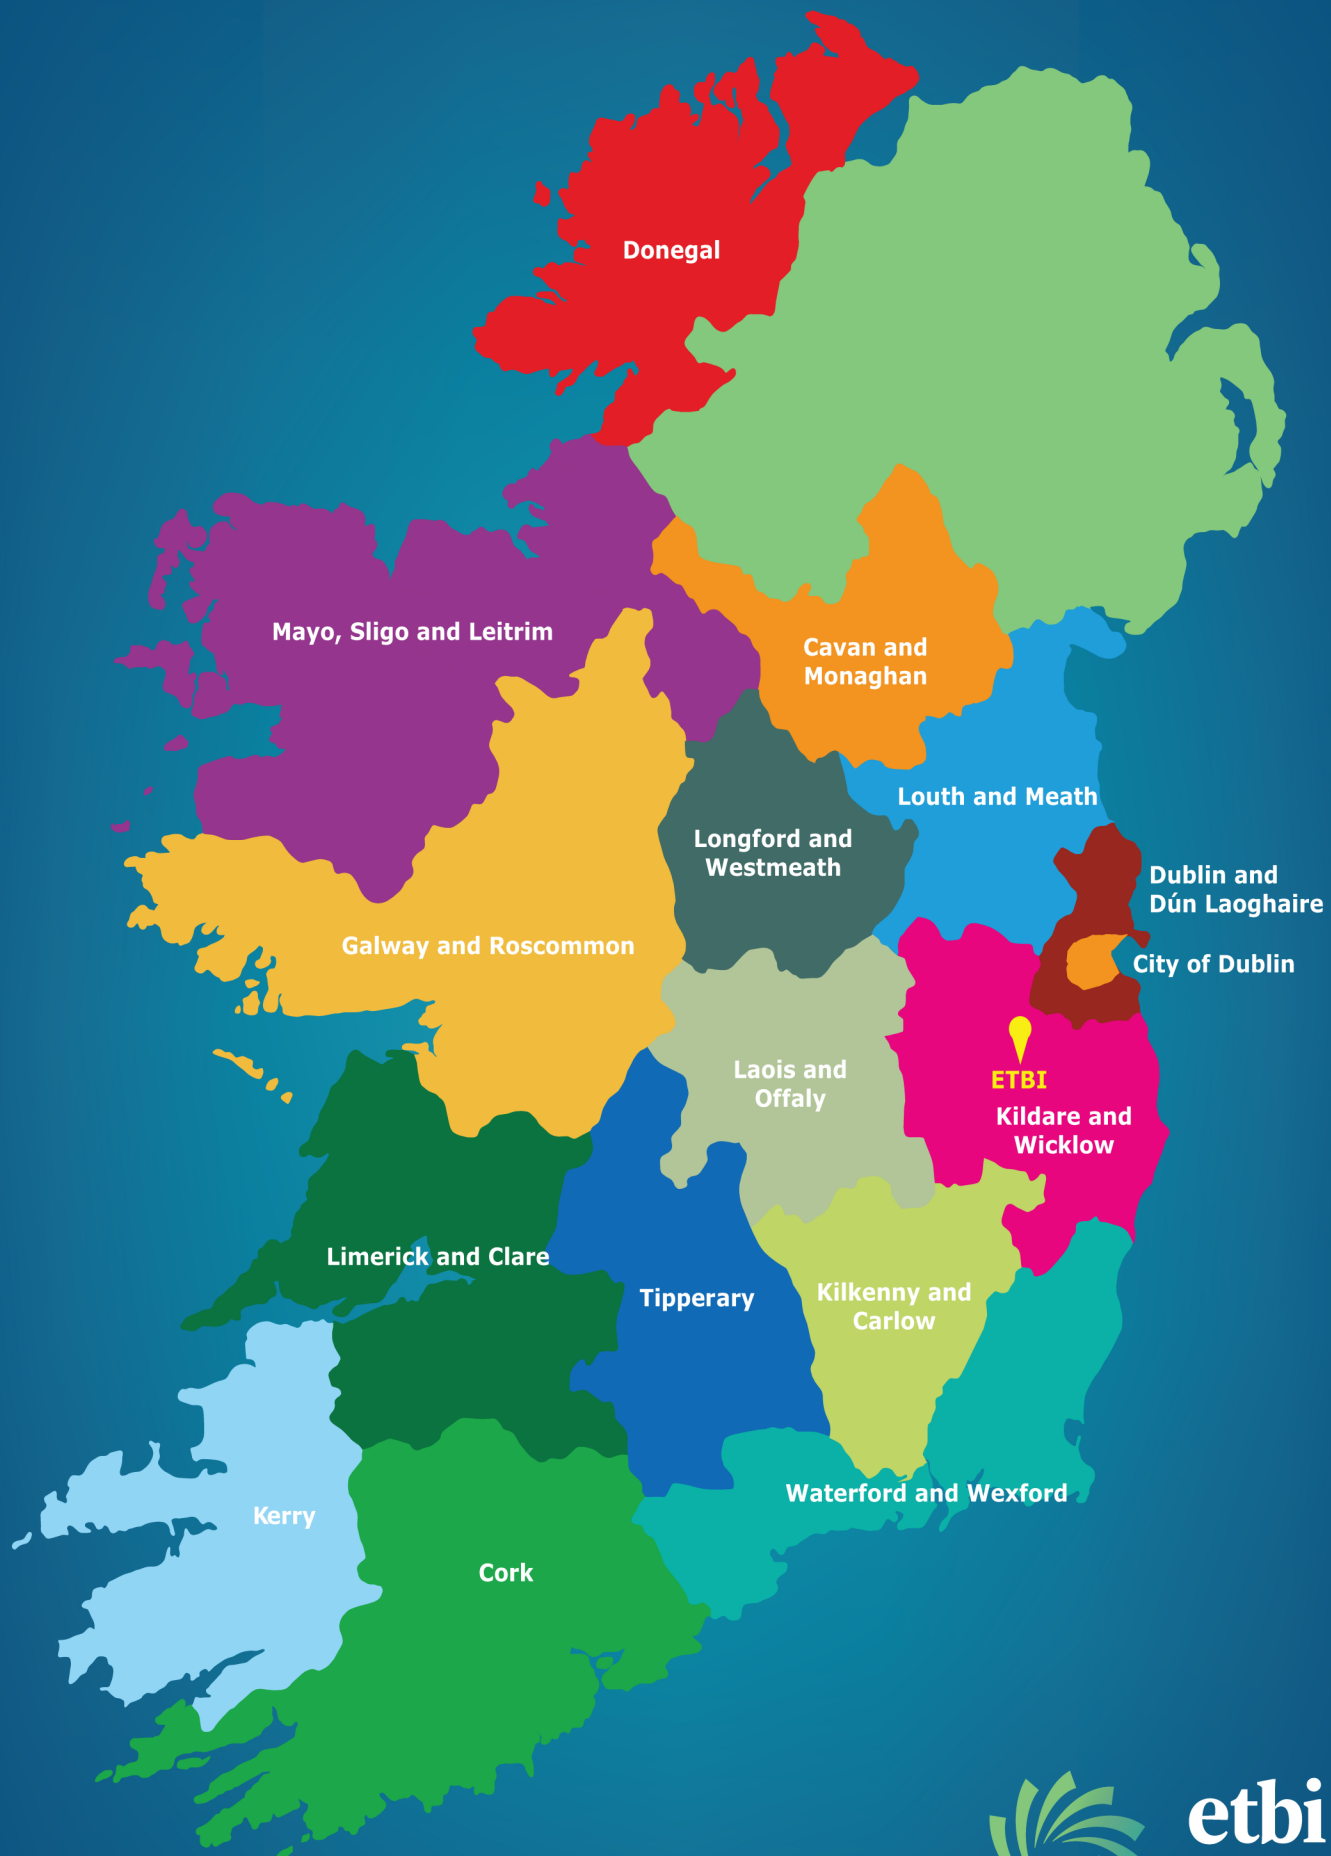 Donegal
Mayo, Sligo and Leitrim
Cavan and
Monaghan
Louth and Meath
Longford and
Westmeath
Dublin and
Dún Laoghaire
Galway and Roscommon
City of Dublin
Laois and
Offaly
ETBI
Kildare and
Wicklow
Limerick and Clare
Tipperary
Kilkenny and
Carlow
Waterford and Wexford
Kerry
Cork
etbi